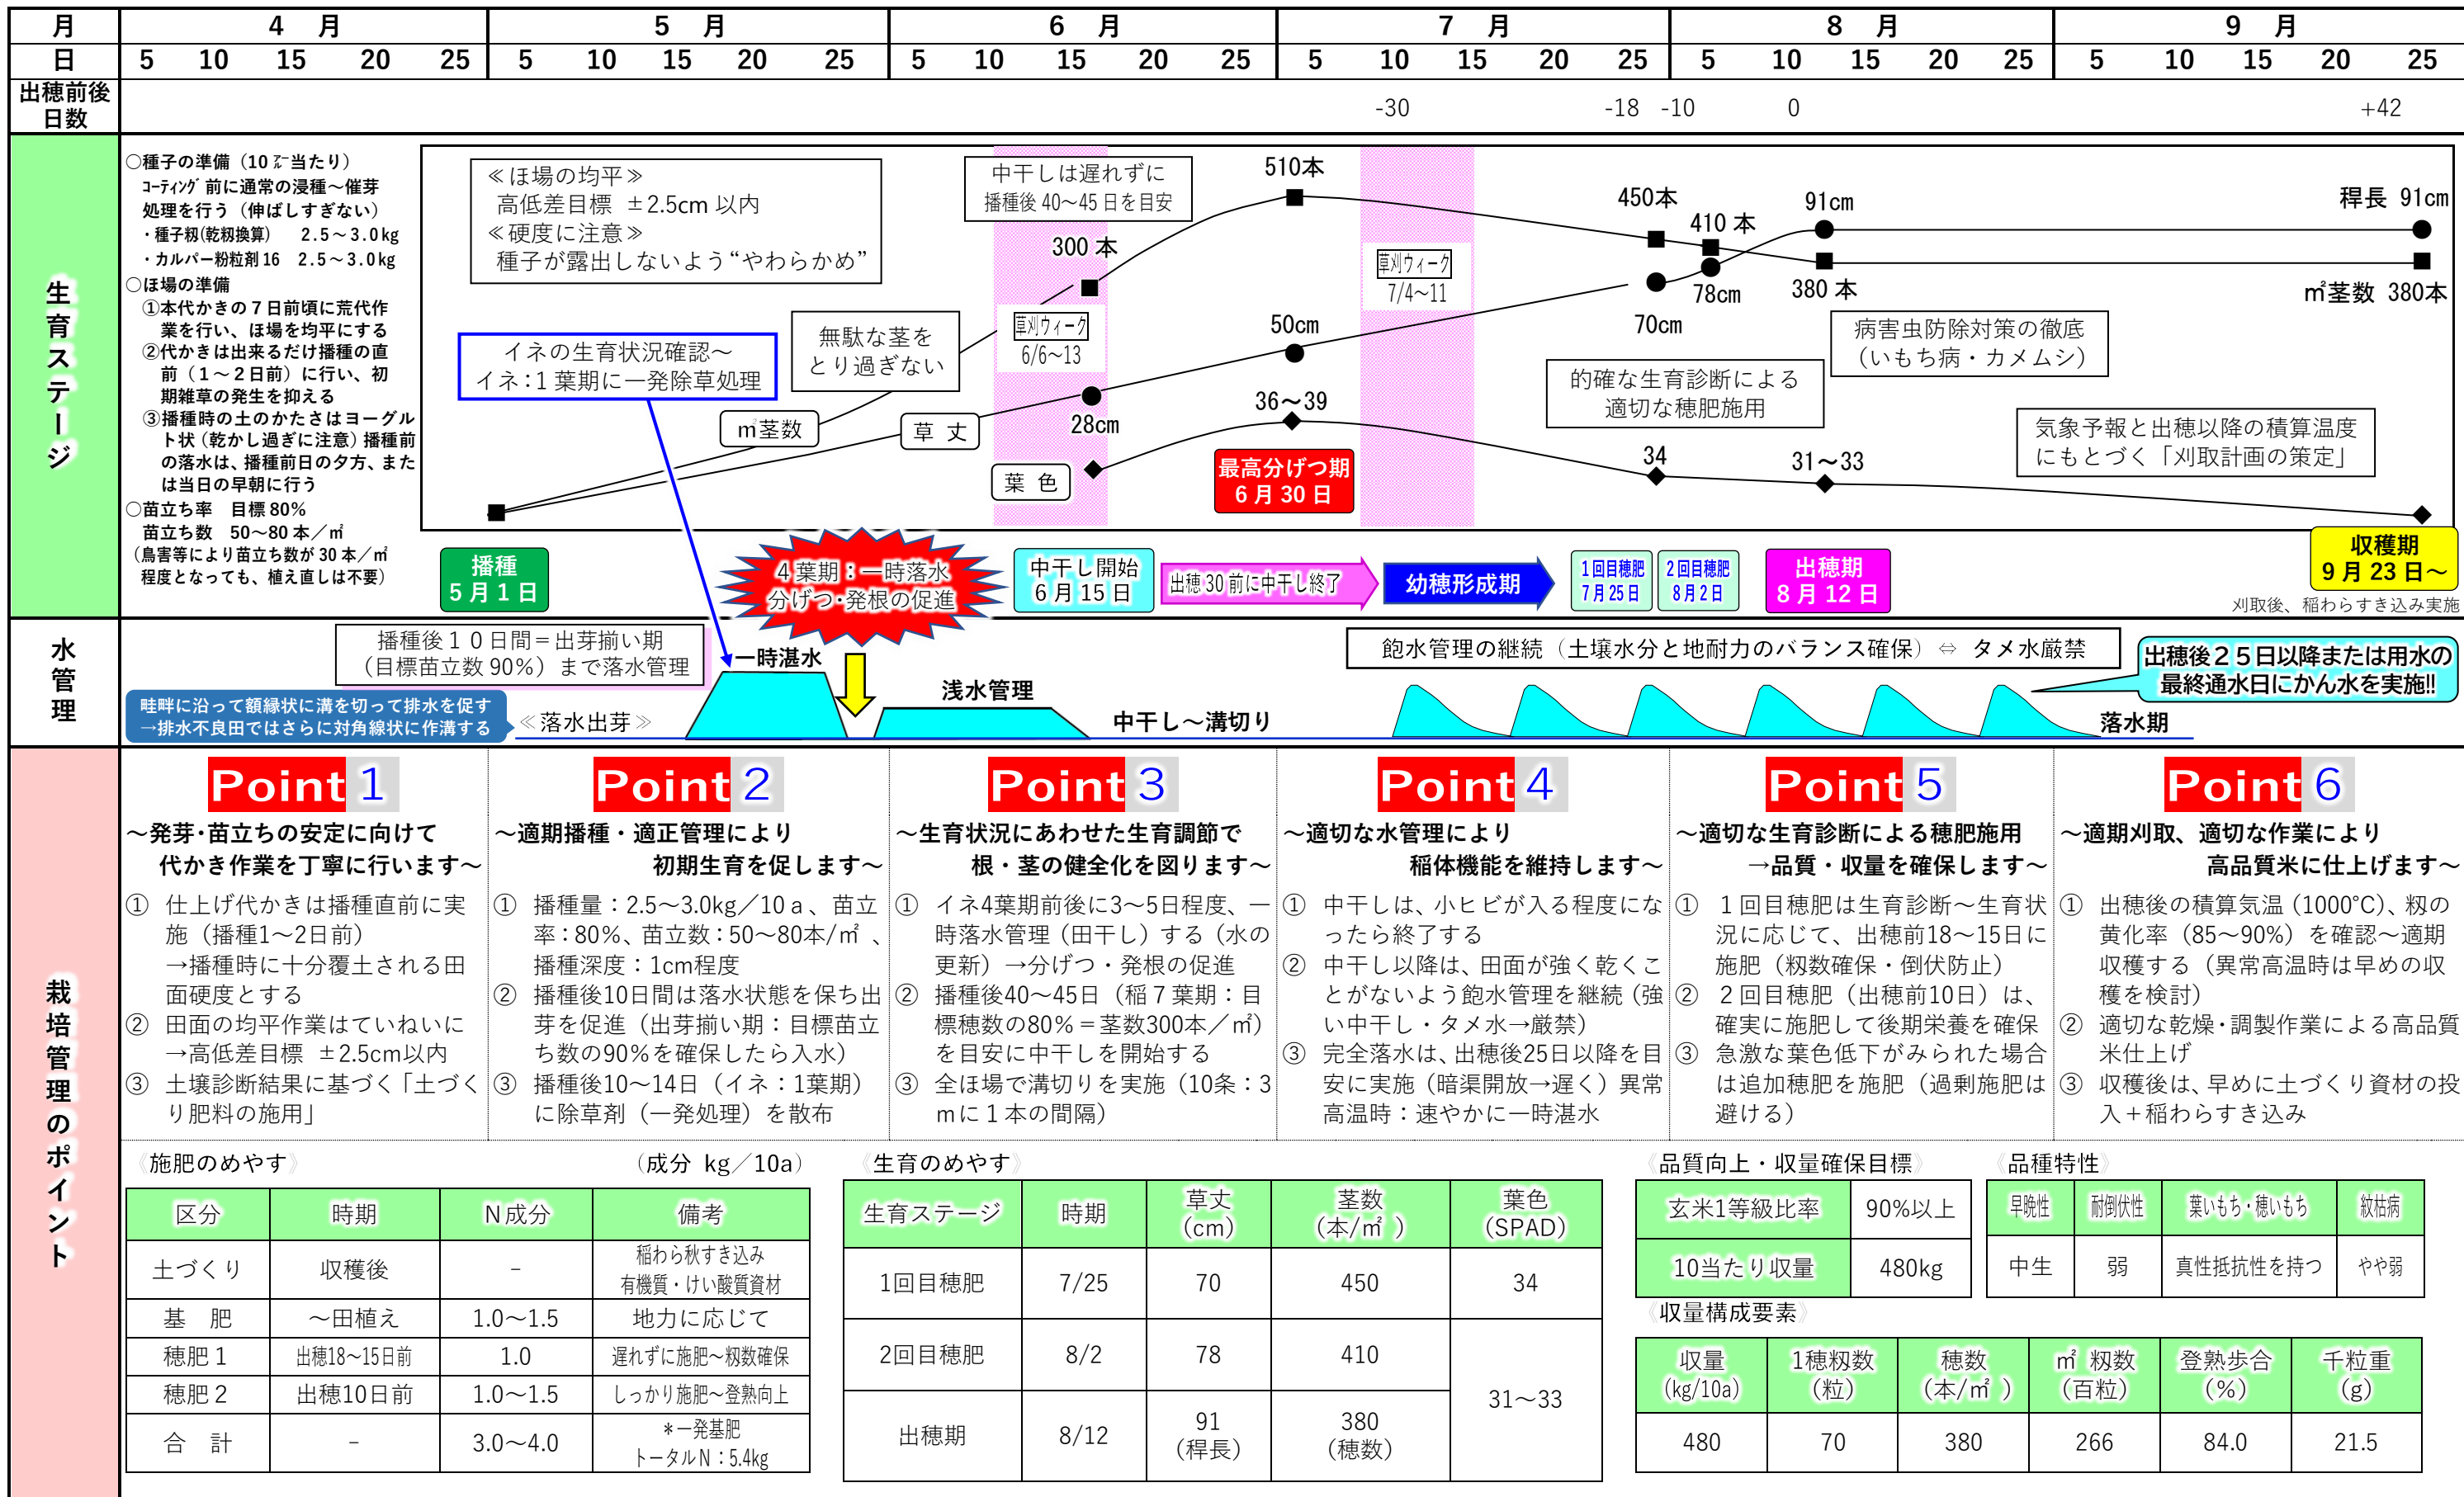 月 4 月 5 月 6 月 7 月 8 月 9 月
日 5 10 15 20 25 5 10 15 20 25 5 10 15 20 25 5 10 15 20 25 5 10 15 20 25 5 10 15 20 25
出穂前後
日数
-30 -18 -10 0 +42
生育ステージ
○種子の準備（10㌃当たり）
ｺｰﾃｨﾝｸﾞ前に通常の浸種～催芽
処理を行う（伸ばしすぎない）
・種子籾(乾籾換算) 2.5～3.0kg
・カルパー粉粒剤16 2.5～3.0kg
○ほ場の準備
①本代かきの７日前頃に荒代作
業を行い、ほ場を均平にする
②代かきは出来るだけ播種の直
前（1～2日前）に行い、初
期雑草の発生を抑える
③播種時の土のかたさはヨーグル
ト状（乾かし過ぎに注意）播種前
の落水は、播種前日の夕方、また
は当日の早朝に行う
○苗立ち率 目標80%
苗立ち数 50～80本／㎡
（鳥害等により苗立ち数が30本／㎡
程度となっても、植え直しは不要）
≪ほ場の均平≫
高低差目標 ±2.5cm以内
≪硬度に注意≫
種子が露出しないよう“やわらかめ”
イネの生育状況確認～
イネ：1葉期に一発除草処理
無駄な茎を
とり過ぎない
㎡茎数
草 丈
葉 色
中干しは遅れずに
播種後40～45日を目安
300本
草刈ウィーク
6/6～13
28cm
510本
50cm
36～39
最高分げつ期
6月30日
草刈ウィーク
7/4～11
450本
410本
91cm
380本
78cm
70cm
34
31～33
稈長 91cm
㎡茎数 380本
的確な生育診断による
適切な穂肥施用
病害虫防除対策の徹底
（いもち病・カメムシ）
気象予報と出穂以降の積算温度
にもとづく「刈取計画の策定」
播種
5月1日
4葉期：一時落水
分げつ･発根の促進
中干し開始
6月15日
出穂30前に中干し終了
幼穂形成期
1回目穂肥
7月25日
2回目穂肥
8月2日
出穂期
8月12日
収穫期
9月23日～
刈取後、稲わらすき込み実施
水管理
播種後１０日間＝出芽揃い期
（目標苗立数90%）まで落水管理
畦畔に沿って額縁状に溝を切って排水を促す
→排水不良田ではさらに対角線状に作溝する
≪落水出芽≫
一時湛水
浅水管理
中干し～溝切り
飽水管理の継続（土壌水分と地耐力のバランス確保）⇔ タメ水厳禁
出穂後２５日以降または用水の
最終通水日にかん水を実施!!
落水期
栽培管理のポイント
Point 1
～発芽･苗立ちの安定に向けて
代かき作業を丁寧に行います～
① 仕上げ代かきは播種直前に実
施（播種1～2日前）
→播種時に十分覆土される田
面硬度とする
② 田面の均平作業はていねいに
→高低差目標 ±2.5cm以内
③ 土壌診断結果に基づく「土づく
り肥料の施用」
Point 2
～適期播種・適正管理により
初期生育を促します～
① 播種量：2.5～3.0kg／10ａ、苗立
率：80%、苗立数：50～80本/㎡ 、
播種深度：1cm程度
② 播種後10日間は落水状態を保ち出
芽を促進（出芽揃い期：目標苗立
ち数の90%を確保したら入水）
③ 播種後10～14日（イネ：1葉期）
に除草剤（一発処理）を散布
Point 3
～生育状況にあわせた生育調節で
根・茎の健全化を図ります～
① イネ4葉期前後に3～5日程度、一
時落水管理（田干し）する（水の
更新）→分げつ・発根の促進
② 播種後40～45日（稲７葉期：目
標穂数の80%＝茎数300本／㎡）
を目安に中干しを開始する
③ 全ほ場で溝切りを実施（10条：3
ｍに１本の間隔）
Point 4
～適切な水管理により
稲体機能を維持します～
① 中干しは、小ヒビが入る程度にな
ったら終了する
② 中干し以降は、田面が強く乾くこ
とがないよう飽水管理を継続（強
い中干し・タメ水→厳禁）
③ 完全落水は、出穂後25日以降を目
安に実施（暗渠開放→遅く）異常
高温時：速やかに一時湛水
Point 5
～適切な生育診断による穂肥施用
→品質・収量を確保します～
① １回目穂肥は生育診断～生育状
況に応じて、出穂前18～15日に
施肥（籾数確保・倒伏防止）
② ２回目穂肥（出穂前10日）は、
確実に施肥して後期栄養を確保
③ 急激な葉色低下がみられた場合
は追加穂肥を施肥（過剰施肥は
避ける）
Point 6
～適期刈取、適切な作業により
高品質米に仕上げます～
① 出穂後の積算気温（1000℃）、籾の
黄化率（85～90%）を確認～適期
収穫する（異常高温時は早めの収
穫を検討）
② 適切な乾燥･調製作業による高品質
米仕上げ
③ 収穫後は、早めに土づくり資材の投
入＋稲わらすき込み
《施肥のめやす》 （成分 kg／10a）
区分 時期 Ｎ成分 備考
土づくり 収穫後 － 稲わら秋すき込み
有機質・けい酸質資材
基 肥 ～田植え 1.0～1.5 地力に応じて
穂肥１ 出穂18～15日前 1.0 遅れずに施肥～籾数確保
穂肥２ 出穂10日前 1.0～1.5 しっかり施肥～登熟向上
合 計 － 3.0～4.0 ＊一発基肥
トータルN：5.4kg
《生育のめやす》
生育ステージ 時期 草丈(cm) 茎数(本/㎡ ) 葉色(SPAD)
1回目穂肥 7/25 70 450 34
2回目穂肥 8/2 78 410 31～33
出穂期 8/12 91（稈長） 380（穂数）
《品質向上・収量確保目標》
玄米1等級比率 90%以上
10当たり収量 480kg
《品種特性》
早晩性 耐倒伏性 葉いもち・穂いもち 紋枯病
中生 弱 真性抵抗性を持つ やや弱
《収量構成要素》
収量(kg/10a) 1穂籾数（粒） 穂数（本/㎡ ） ㎡ 籾数（百粒） 登熟歩合（%） 千粒重（g）
480 70 380 266 84.0 21.5